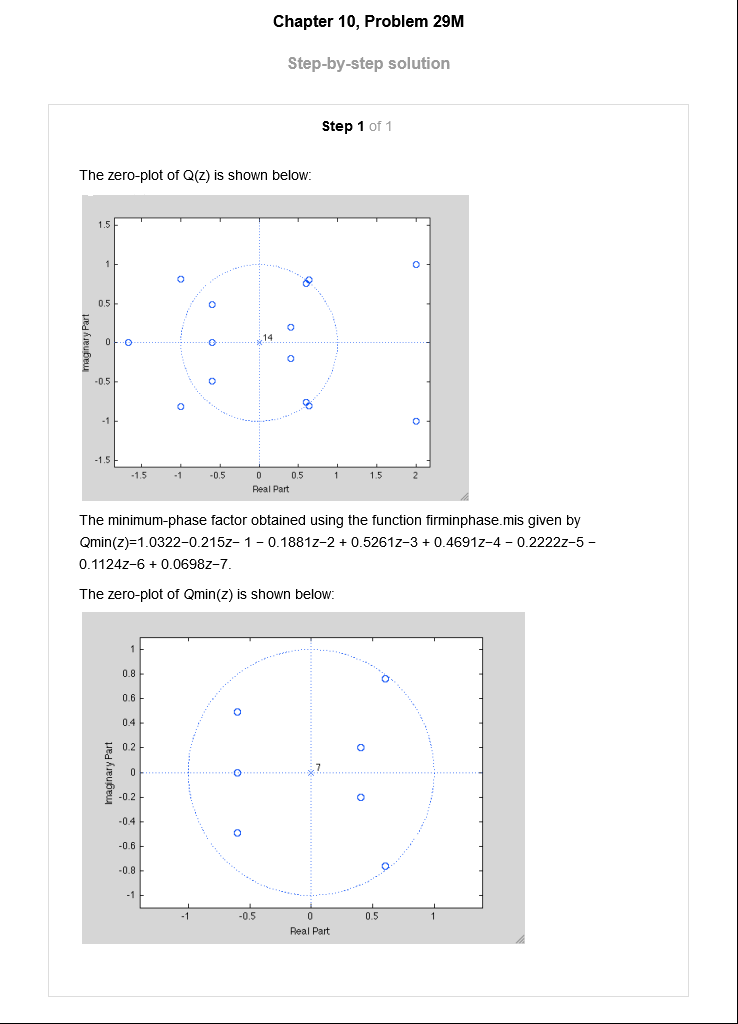 Chapter 10, Problem 29M
Step-by-step solution
Step 1 of 1
The zero-plot of Q(z) is shown below:
1.5
1
0.5
0
-0.5
-1
-1.5
Imaginary Part
14
-1.5 -1 -0.5 0 0.5 1 1.5 2
Real Part
The minimum-phase factor obtained using the function firminphase.mis given by
Qmin(z)=1.0322−0.215z− 1 − 0.1881z−2 + 0.5261z−3 + 0.4691z−4 − 0.2222z−5 −
0.1124z−6 + 0.0698z−7.
The zero-plot of Qmin(z) is shown below:
1
0.8
0.6
0.4
0.2
0
-0.2
-0.4
-0.6
-0.8
-1
Imaginary Part
7
-1 -0.5 0 0.5 1
Real Part